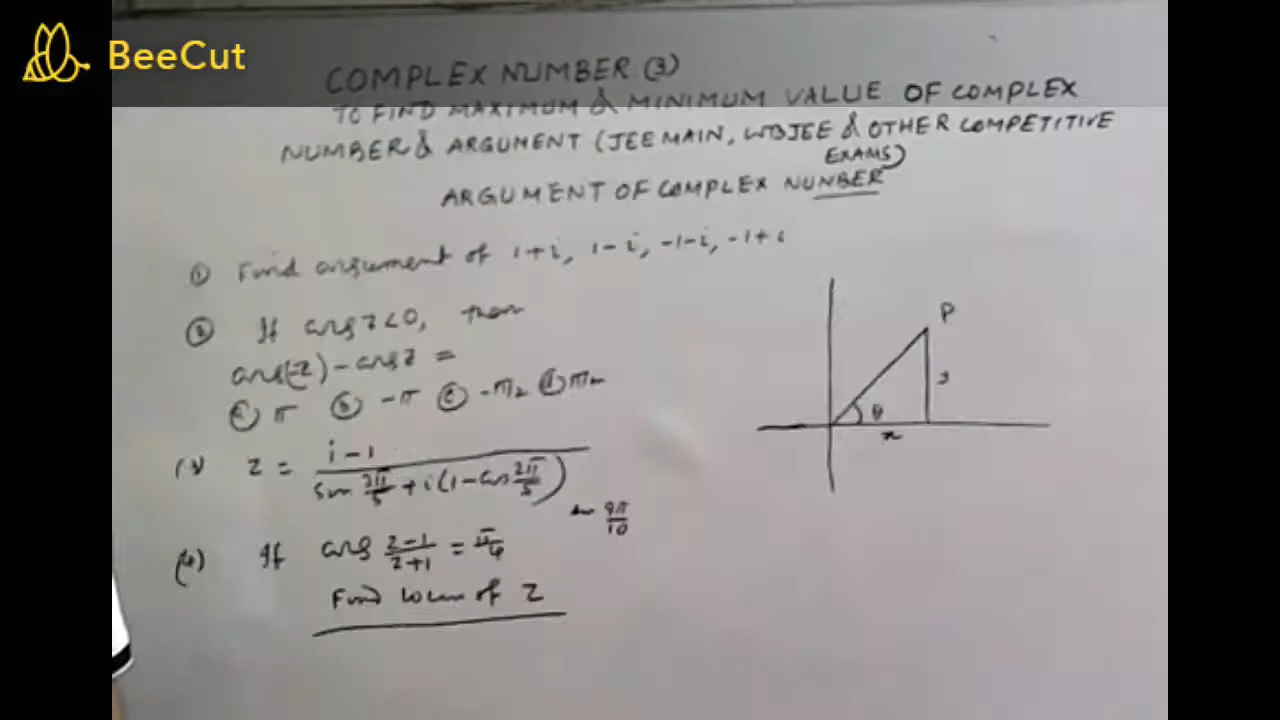 BeeCut
COMPLEX NUMBER (3)
TO FIND MAXIMUM & MINIMUM VALUE OF COMPLEX
NUMBER & ARGUMENT (JEE MAIN, WBJEE & OTHER COMPETITIVE
EXAMS)
ARGUMENT OF COMPLEX NUNBER
① Find argument of 1+i, 1-i, -1-i, -1+i
② If arg z<0, then
arg(-z) - arg z =
ⓐ π ⓑ -π ⓒ -π/2 ⓓ π/2
(3) z = (i-1)/(sin 2π/5 + i(1-cos 2π/5))
9π/10
(4) If arg (z-1)/(z+1) = π/4
Find locus of z
P
y
θ
x